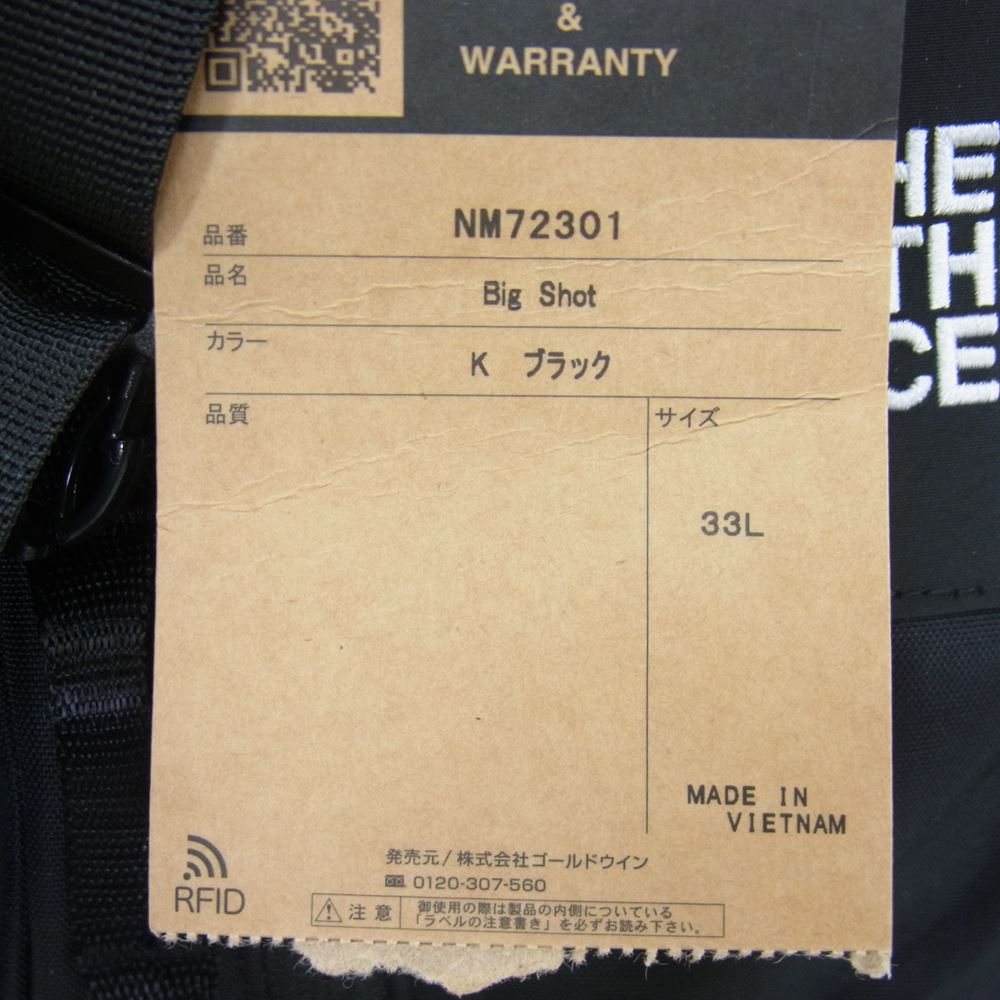 &
WARRANTY
品番 NM72301
品名 Big Shot
カラー K ブラック
品質
サイズ
33L
MADE IN
VIETNAM
RFID
発売元/株式会社ゴールドウイン
0120-307-560
注意
御使用の際は製品の内側についている
「ラベルの注意書き」を必ずお読み下さい。
HE
TH
CE